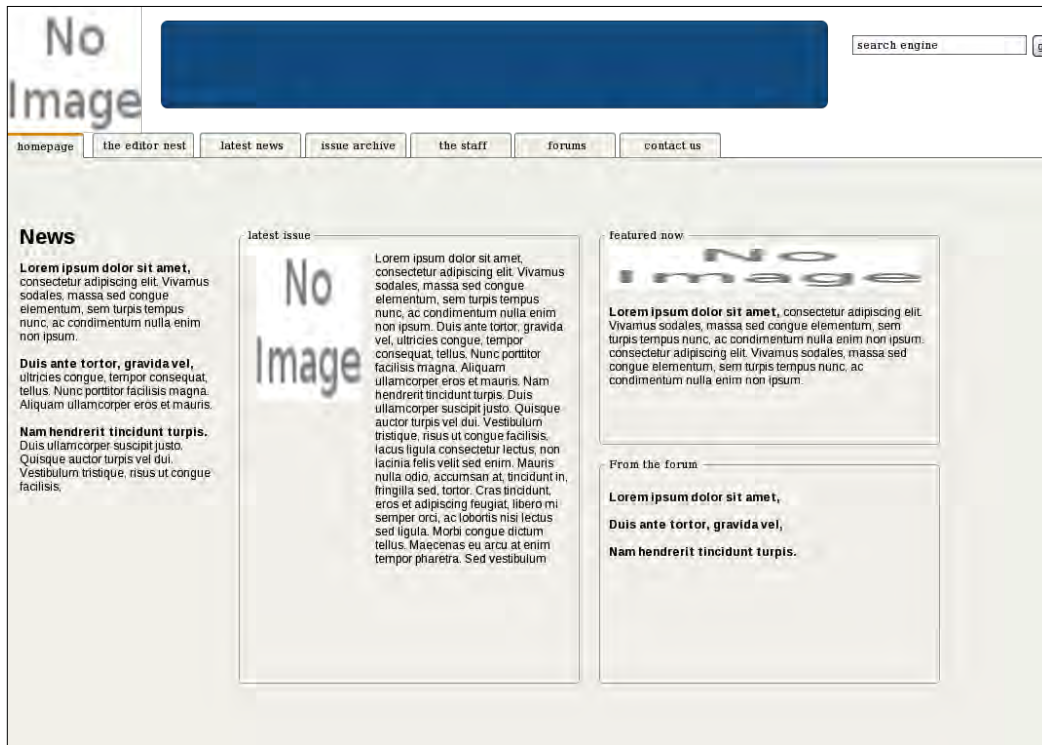 No
Image
search engine
g
homepage
the editor nest
latest news
issue archive
the staff
forums
contact us
News
Lorem ipsum dolor sit amet,
consectetur adipiscing elit. Vivamus
sodales, massa sed congue
elementum, sem turpis tempus
nunc, ac condimentum nulla enim
non ipsum.
Duis ante tortor, gravida vel,
ultricies congue, tempor consequat,
tellus. Nunc porttitor facilisis magna.
Aliquam ullamcorper eros et mauris.
Nam hendrerit tincidunt turpis.
Duis ullamcorper suscipit justo.
Quisque auctor turpis vel dui.
Vestibulum tristique, risus ut congue
facilisis,
latest issue
No
Image
Lorem ipsum dolor sit amet,
consectetur adipiscing elit. Vivamus
sodales, massa sed congue
elementum, sem turpis tempus
nunc, ac condimentum nulla enim
non ipsum. Duis ante tortor, gravida
vel, ultricies congue, tempor
consequat, tellus. Nunc porttitor
facilisis magna. Aliquam
ullamcorper eros et mauris. Nam
hendrerit tincidunt turpis. Duis
ullamcorper suscipit justo. Quisque
auctor turpis vel dui. Vestibulum
tristique, risus ut congue facilisis,
lacus ligula consectetur lectus, non
lacinia felis velit sed enim. Mauris
nulla odio, accumsan at, tincidunt in,
fringilla sed, tortor. Cras tincidunt,
eros et adipiscing feugiat, libero mi
semper orci, ac lobortis nisi lectus
sed ligula. Morbi congue dictum
tellus. Maecenas eu arcu at enim
tempor pharetra. Sed vestibulum
featured now
No
Image
Lorem ipsum dolor sit amet, consectetur adipiscing elit.
Vivamus sodales, massa sed congue elementum, sem
turpis tempus nunc, ac condimentum nulla enim non ipsum.
consectetur adipiscing elit. Vivamus sodales, massa sed
congue elementum, sem turpis tempus nunc, ac
condimentum nulla enim non ipsum.
From the forum
Lorem ipsum dolor sit amet,
Duis ante tortor, gravida vel,
Nam hendrerit tincidunt turpis.